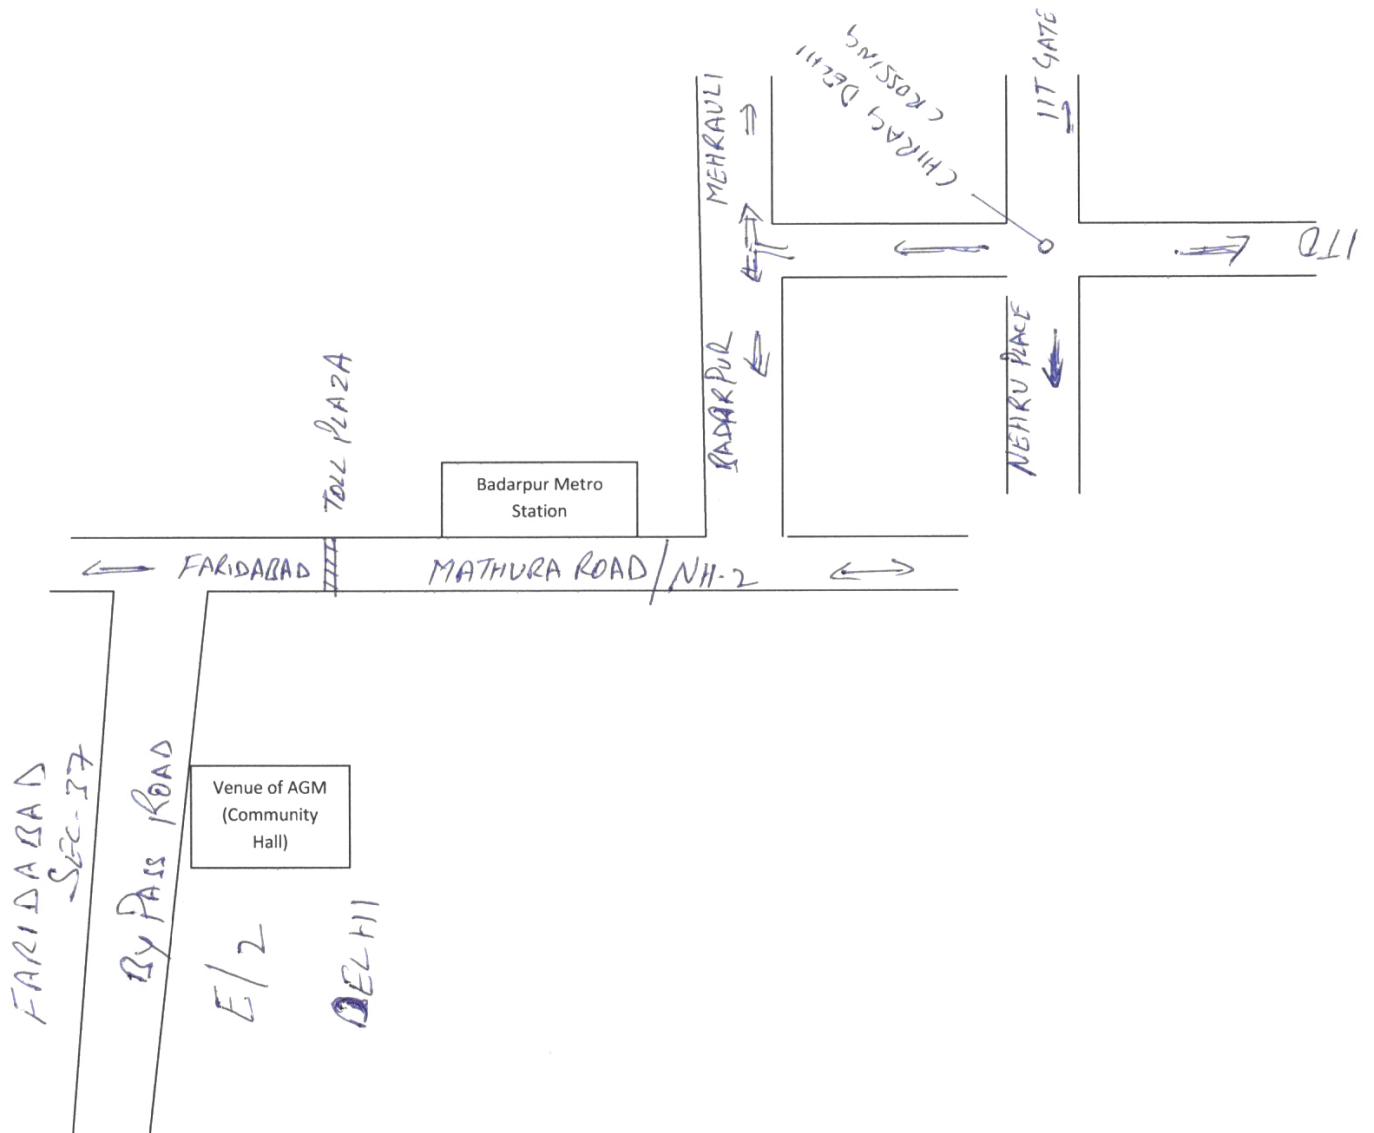 IIT GATE
CHIRAG DELHI
CROSSING
MEHRAULI
ITO
BADARPUR
NEHRU PLACE
TOLL PLAZA
Badarpur Metro
Station
FARIDABAD
MATHURA ROAD/NH-2
FARIDABAD
SEC-37
BY PASS ROAD
Venue of AGM
(Community
Hall)
E/2
DELHI